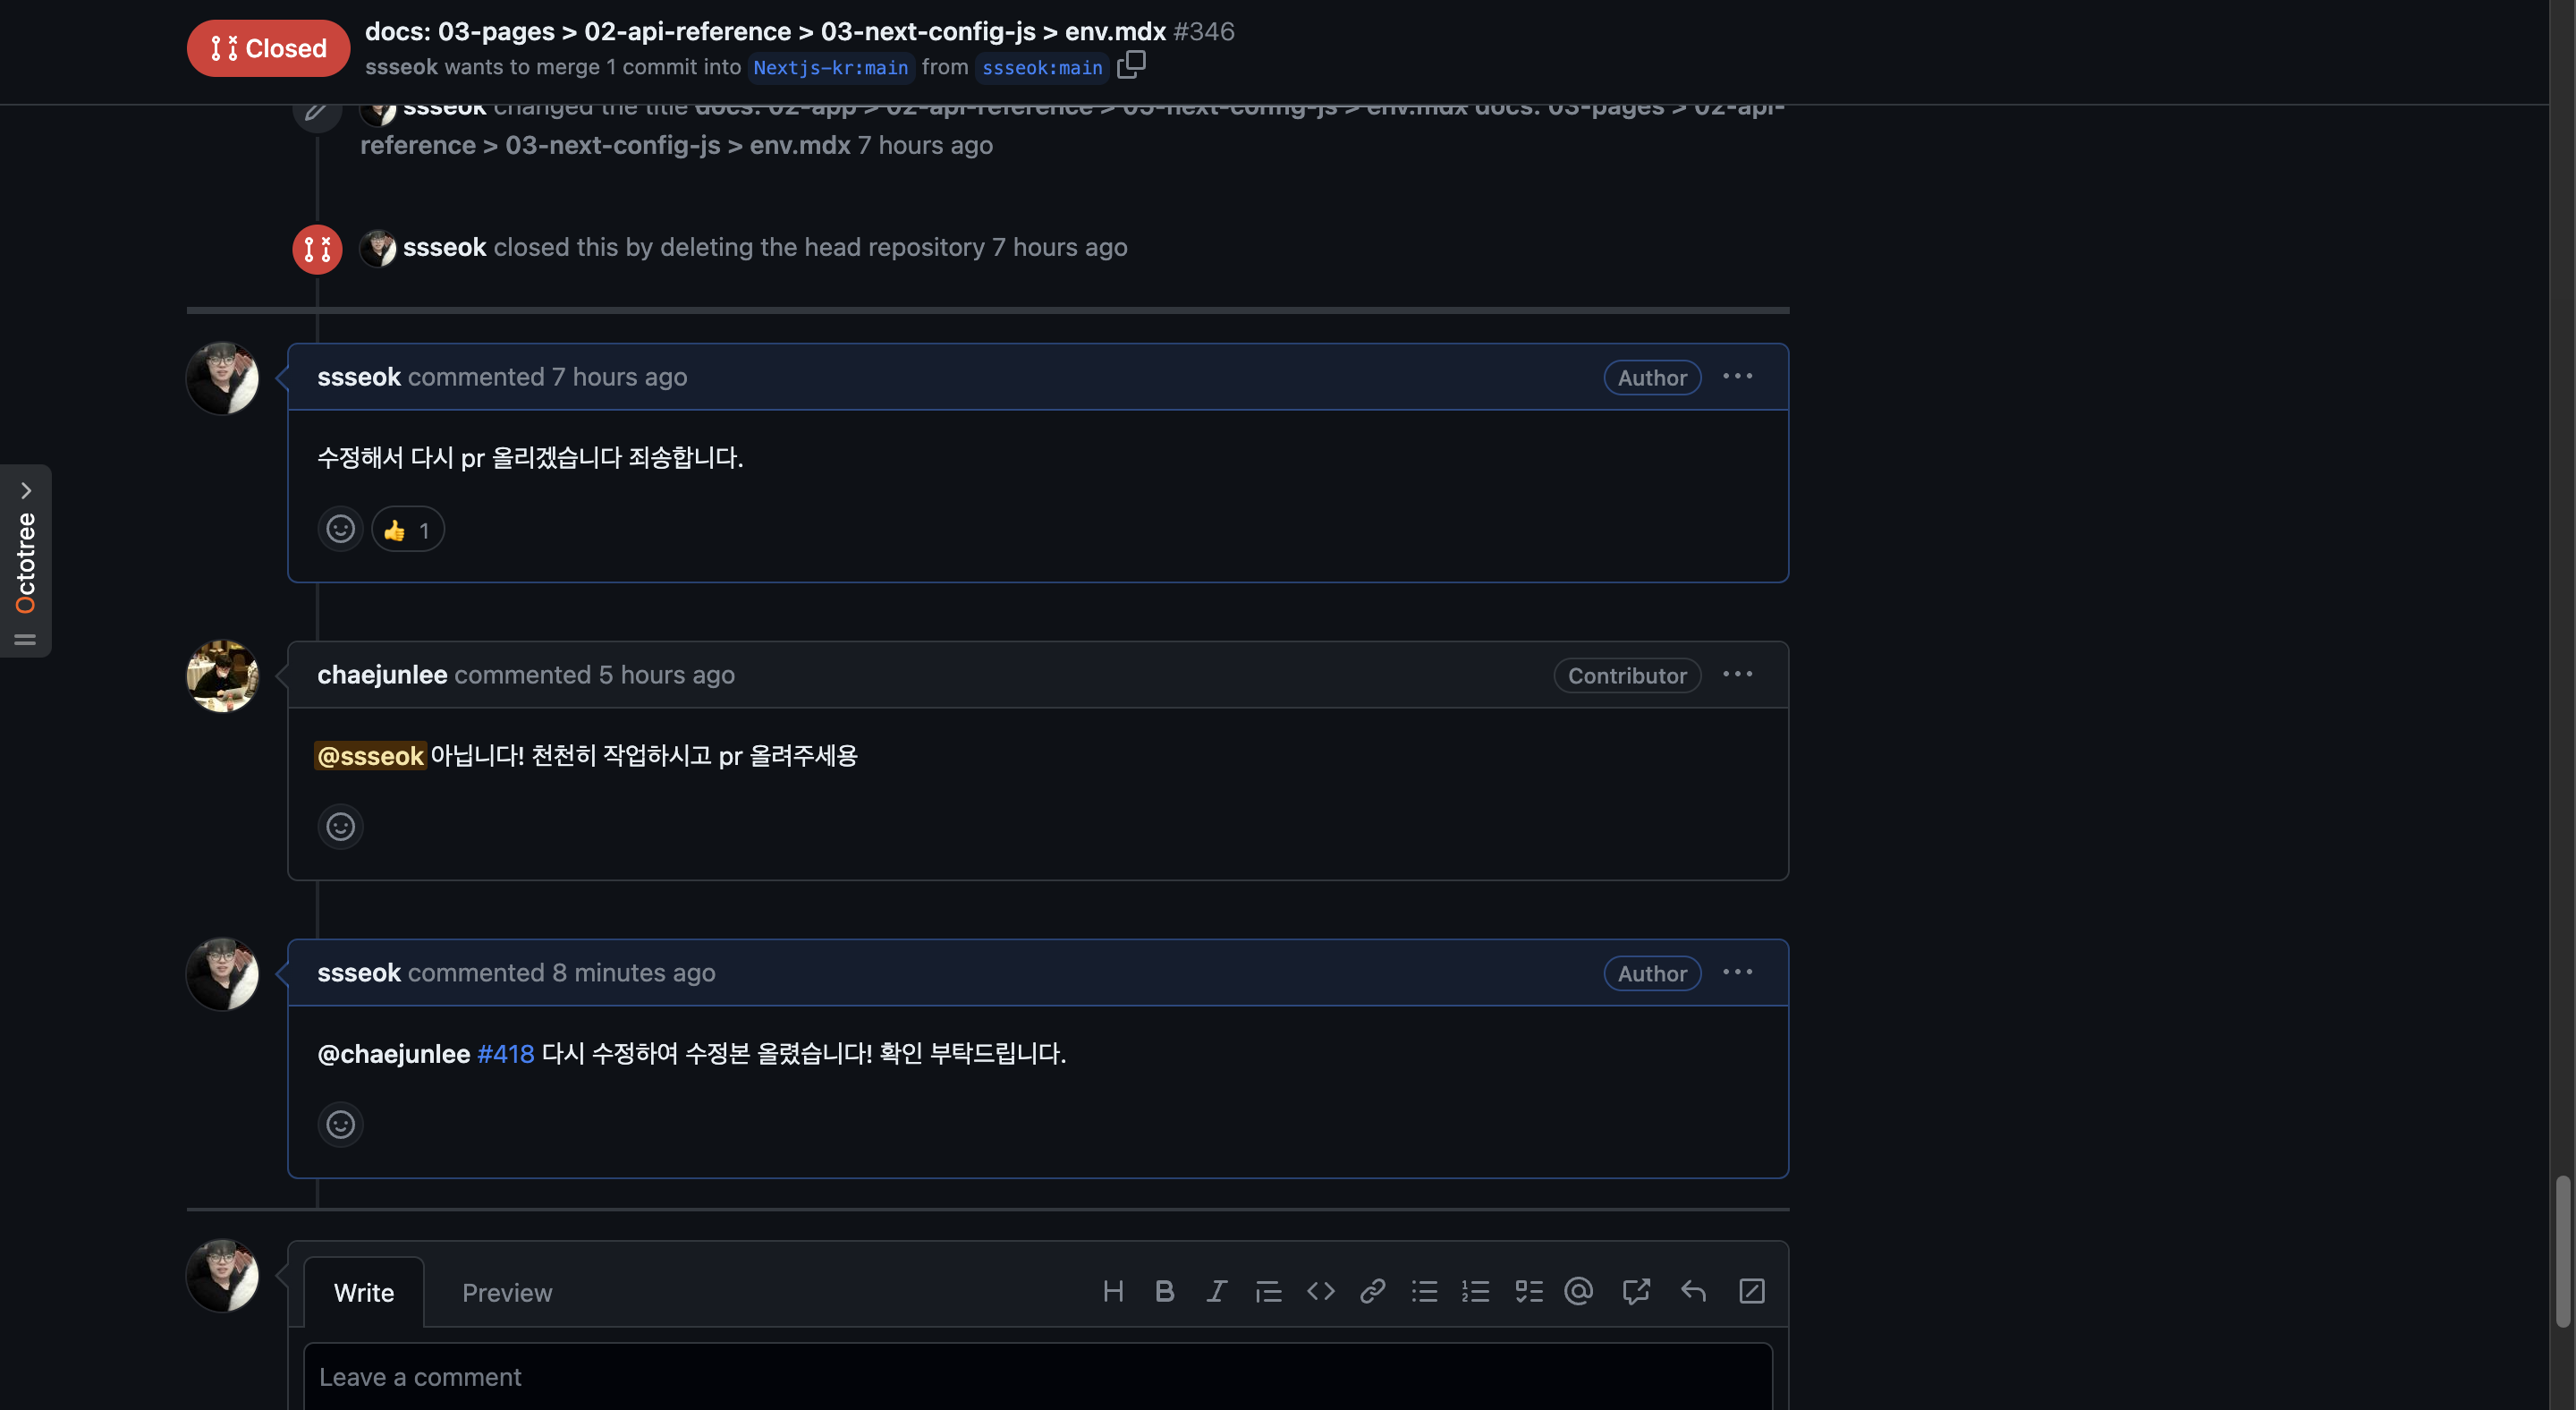 Closed
docs: 03-pages > 02-api-reference > 03-next-config-js > env.mdx #346
ssseok wants to merge 1 commit into Nextjs-kr:main from ssseok:main
ssseok changed the title docs: 02-app > 02-api-reference > 03-next-config-js > env.mdx docs: 03-pages > 02-api-
reference > 03-next-config-js > env.mdx 7 hours ago
ssseok closed this by deleting the head repository 7 hours ago
ssseok commented 7 hours ago
Author
수정해서 다시 pr 올리겠습니다 죄송합니다.
👍 1
Octotree
chaejunlee commented 5 hours ago
Contributor
@ssseok 아닙니다! 천천히 작업하시고 pr 올려주세용
ssseok commented 8 minutes ago
Author
@chaejunlee #418 다시 수정하여 수정본 올렸습니다! 확인 부탁드립니다.
Write
Preview
Leave a comment